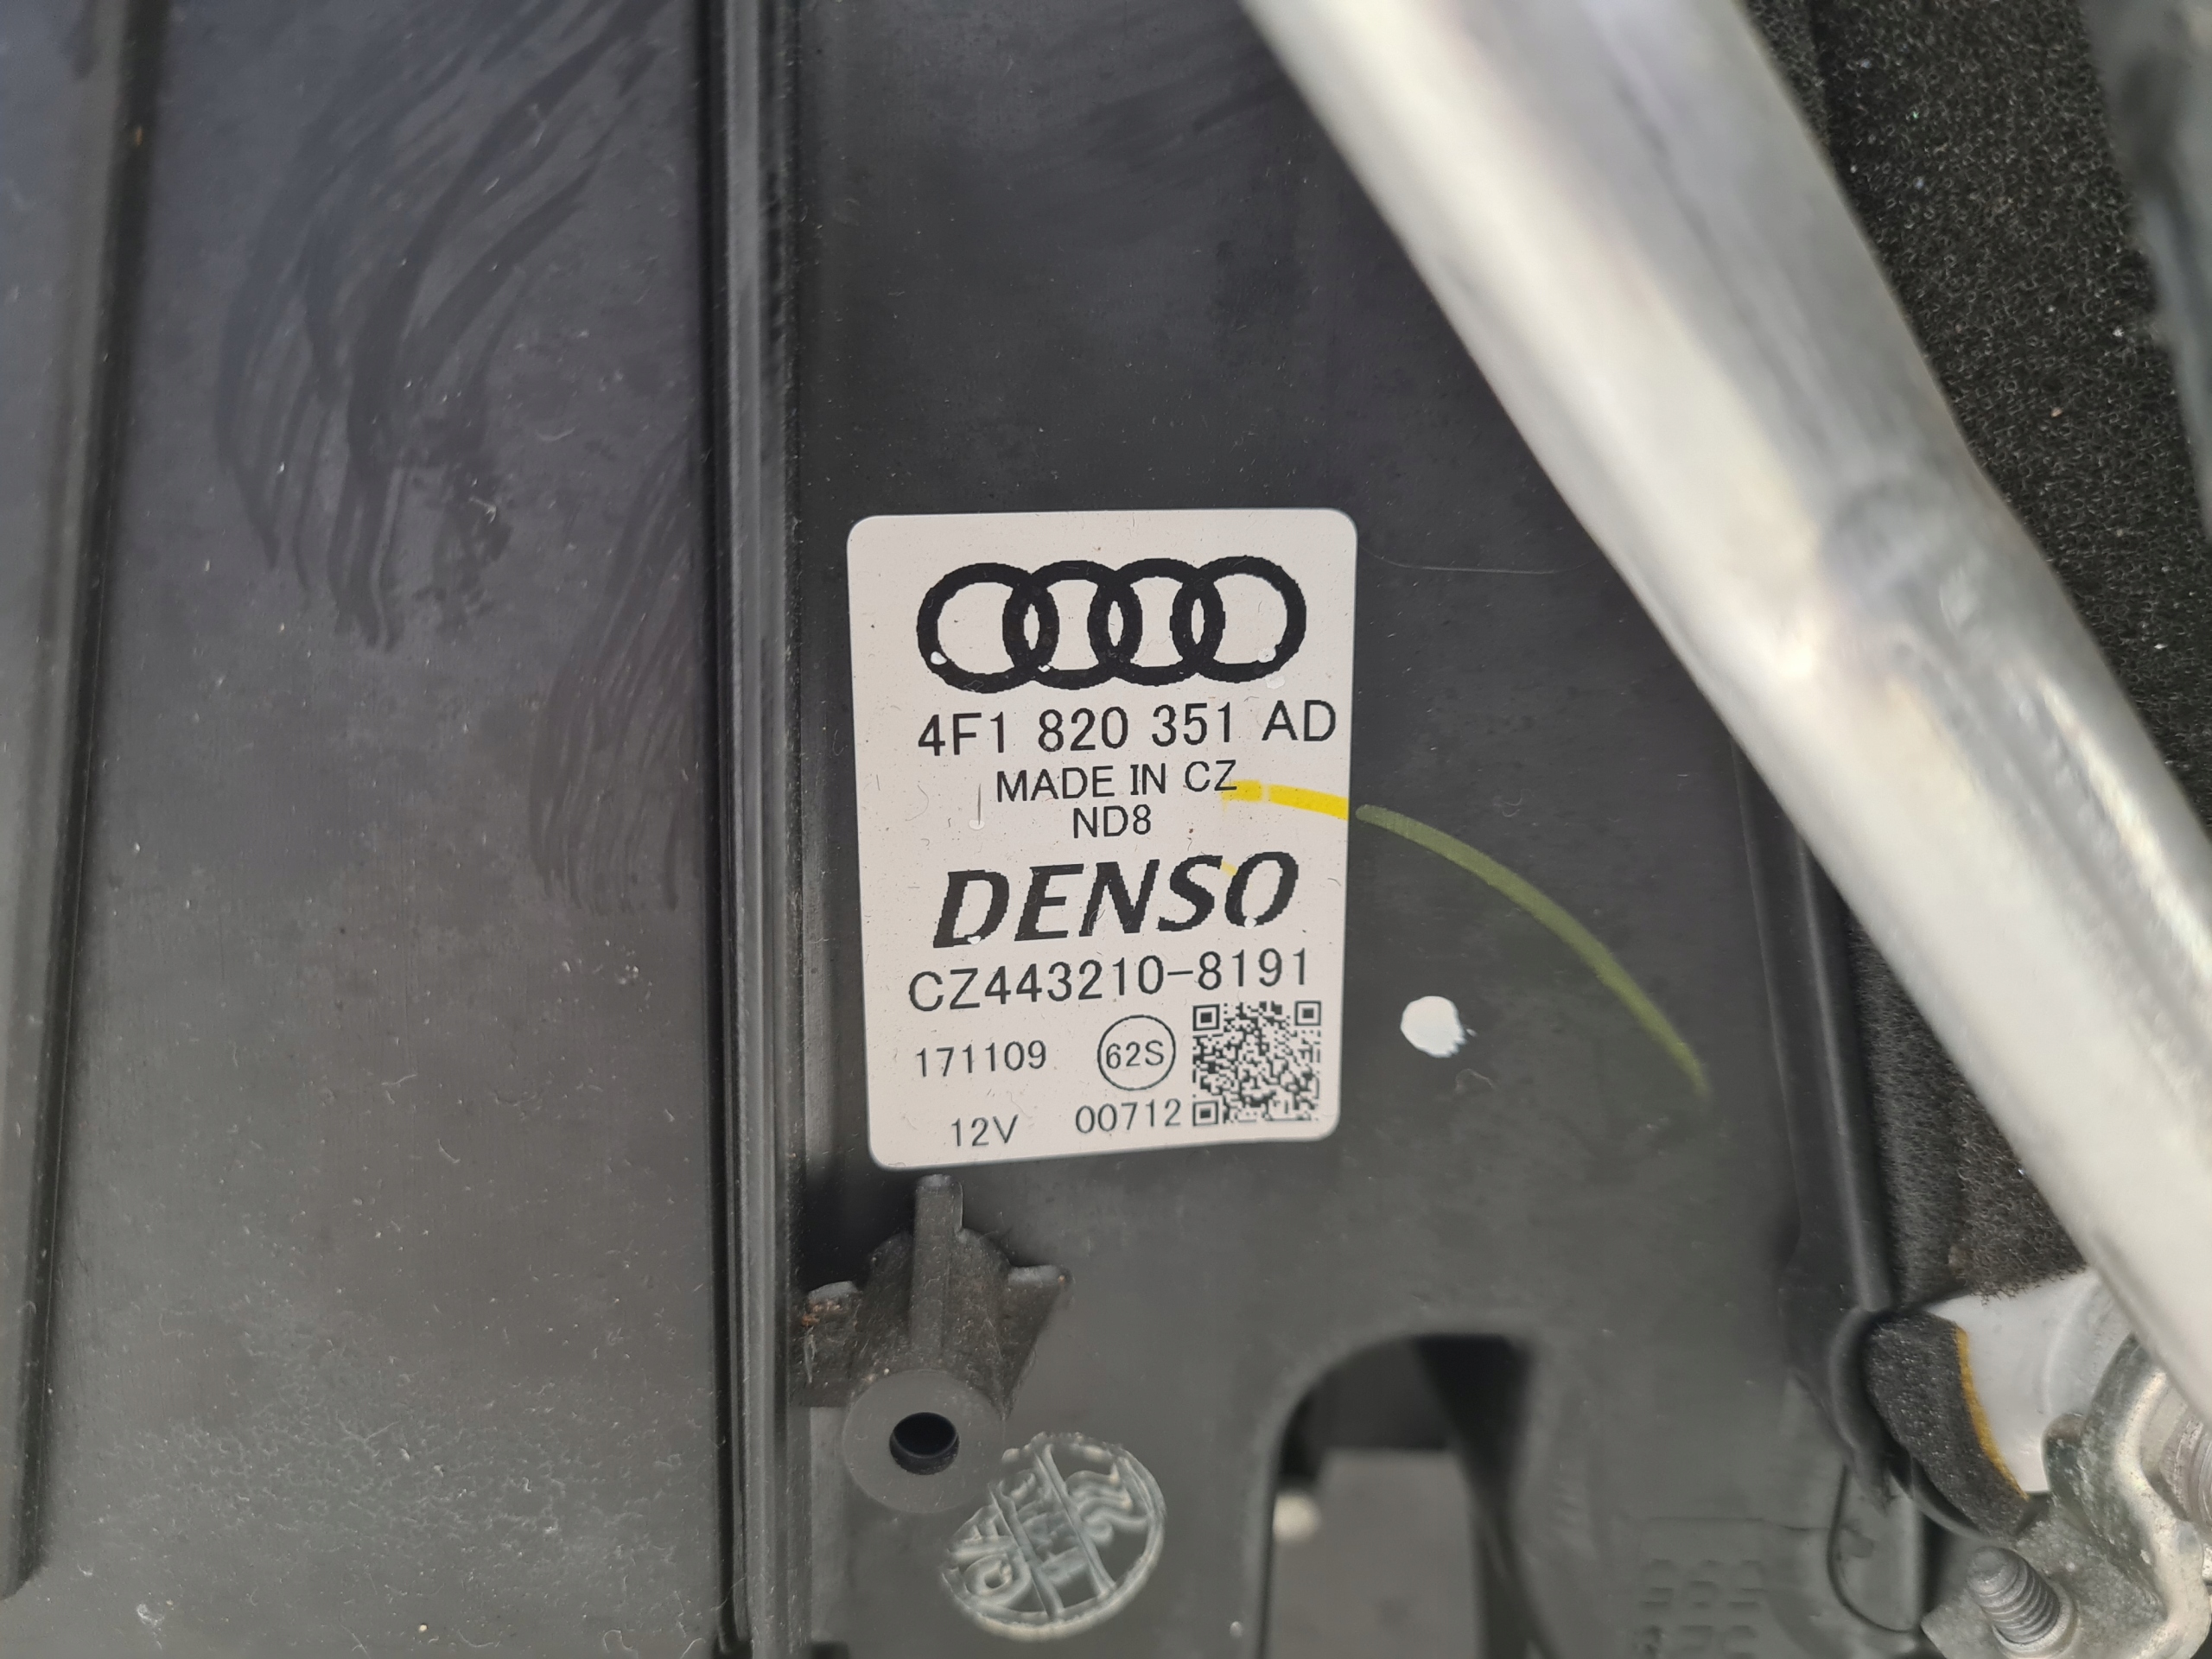 4F1 820 351 AD
MADE IN CZ
ND8
DENSO
CZ443210-8191
171109 62S
12V 00712